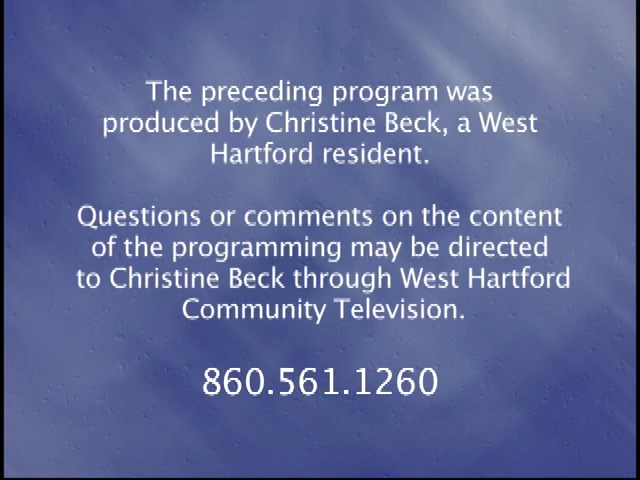 The preceding program was
produced by Christine Beck, a West
Hartford resident.
Questions or comments on the content
of the programming may be directed
to Christine Beck through West Hartford
Community Television.
860.561.1260